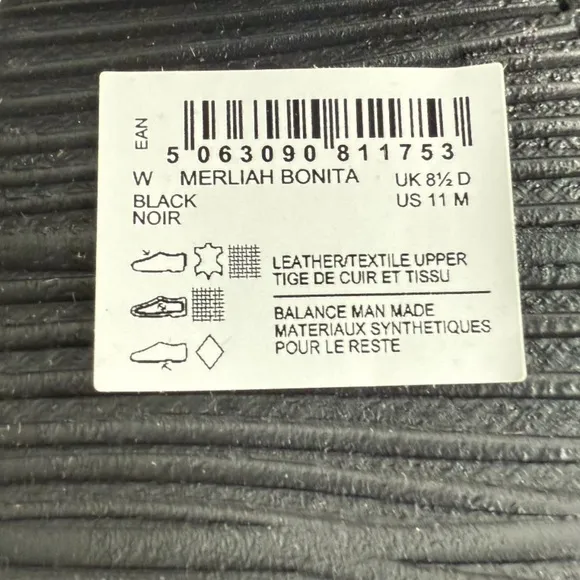 EAN
5 063090 811753
W MERLIAH BONITA UK 8½ D
BLACK US 11 M
NOIR
LEATHER/TEXTILE UPPER
TIGE DE CUIR ET TISSU
BALANCE MAN MADE
MATERIAUX SYNTHETIQUES
POUR LE RESTE